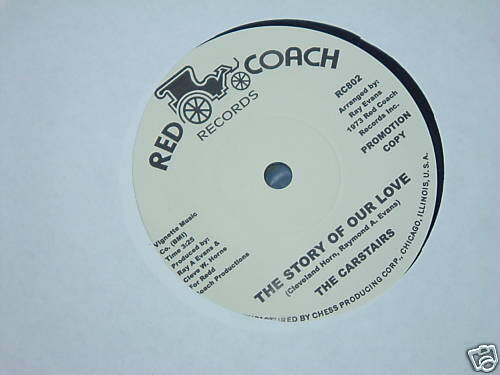 RED COACH
RECORDS
RC802
Arranged by:
Ray Evans
1973 Red Coach
Records Inc.
PROMOTION
COPY
Vignette Music
Co. (BMI)
Time 3:25
Produced by:
Ray A Evans &
Cleve W. Horne
For Redd
Coach Productions
THE STORY OF OUR LOVE
(Cleveland Horn, Raymond A. Evans)
THE CARSTAIRS
BY CHESS PRODUCING CORP., CHICAGO, ILLINOIS, U.S.A.
ebY